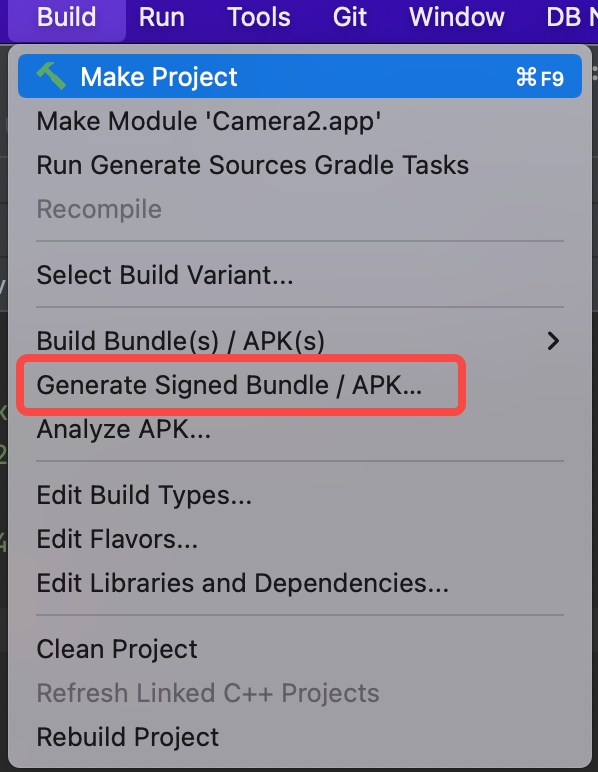 Build Run Tools Git Window DB
Make Project ⌘F9
Make Module 'Camera2.app'
Run Generate Sources Gradle Tasks
Recompile
Select Build Variant...
Build Bundle(s) / APK(s)
Generate Signed Bundle / APK...
Analyze APK...
Edit Build Types...
Edit Flavors...
Edit Libraries and Dependencies...
Clean Project
Refresh Linked C++ Projects
Rebuild Project